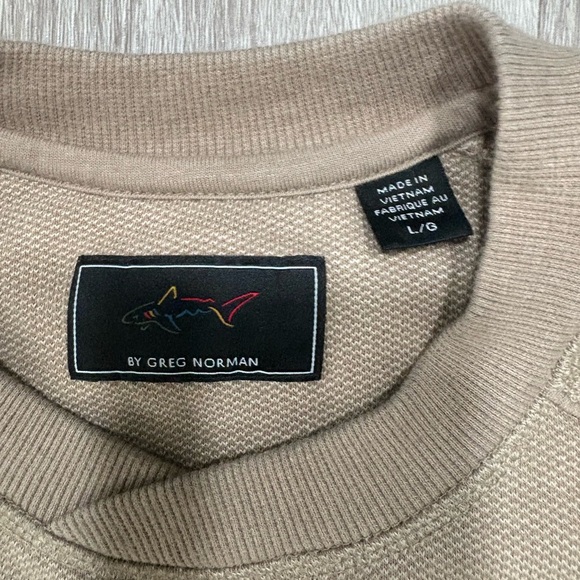 MADE IN
VIETNAM
FABRIQUE AU
VIETNAM
L/G
BY GREG NORMAN